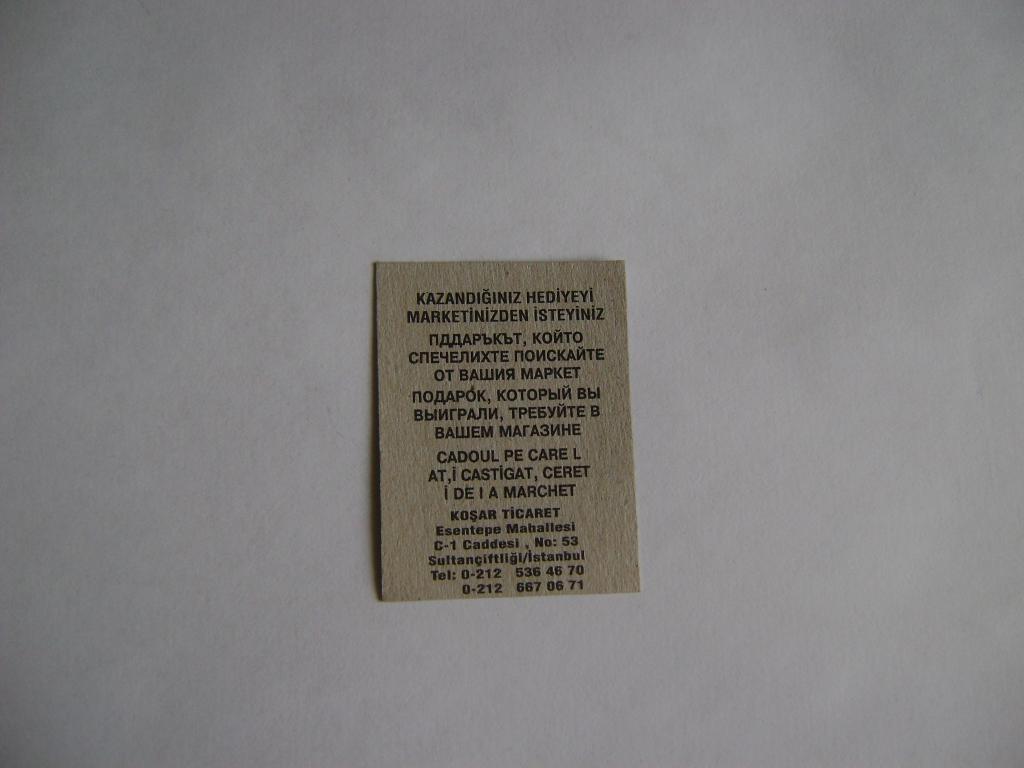 KAZANDIĞINIZ HEDİYEYİ
MARKETİNİZDEN İSTEYİNİZ
ПДДАРЪКЪТ, КОЙТО
СПЕЧЕЛИХТЕ ПОИСКАЙТЕ
ОТ ВАШИЯ МАРКЕТ
ПОДАРОК, КОТОРЫЙ ВЫ
ВЫИГРАЛИ, ТРЕБУЙТЕ В
ВАШЕМ МАГАЗИНЕ
CADOUL PE CARE L
AT,İ CASTİGAT, CERET
İ DE I A MARCHET
KOŞAR TİCARET
Esentepe Mahallesi
C-1 Caddesi , No: 53
Sultançiftliği/İstanbul
Tel: 0-212 536 46 70
0-212 667 06 71